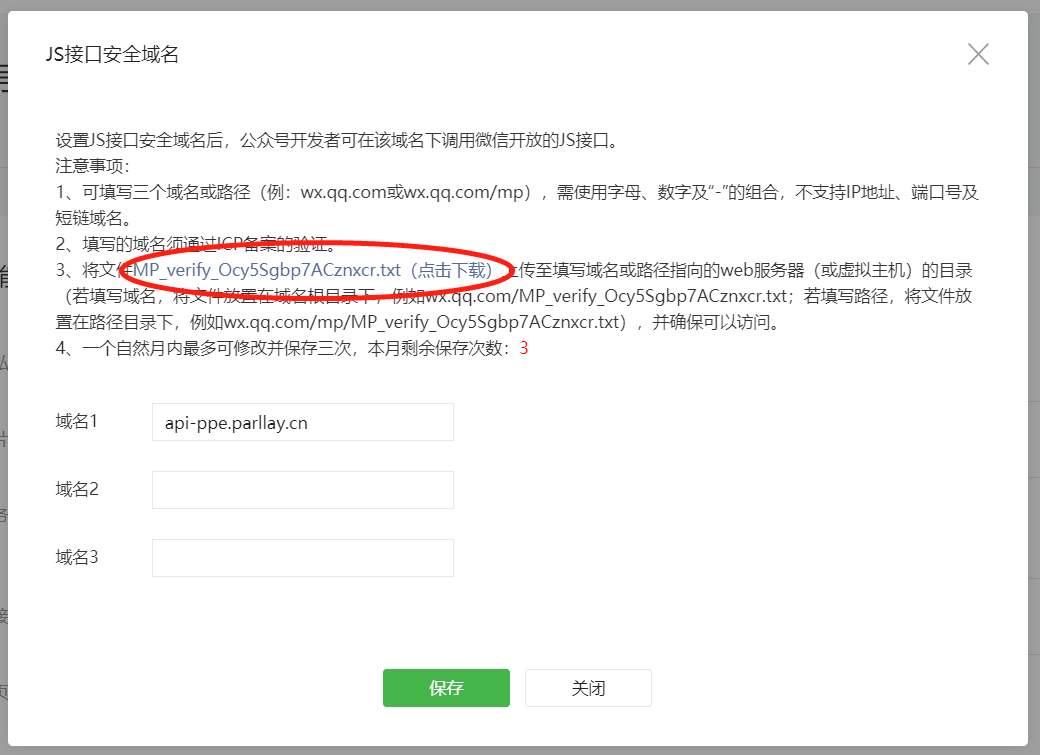 JS接口安全域名
设置JS接口安全域名后，公众号开发者可在该域名下调用微信开放的JS接口。
注意事项：
1、可填写三个域名或路径（例：wx.qq.com或wx.qq.com/mp），需使用字母、数字及“-”的组合，不支持IP地址、端口号及
短链域名。
2、填写的域名须通过ICP备案的验证。
3、将文件MP_verify_Ocy5Sgbp7ACznxcr.txt（点击下载）上传至填写域名或路径指向的web服务器（或虚拟主机）的目录
（若填写域名，将文件放置在域名根目录下，例如wx.qq.com/MP_verify_Ocy5Sgbp7ACznxcr.txt；若填写路径，将文件放
置在路径目录下，例如wx.qq.com/mp/MP_verify_Ocy5Sgbp7ACznxcr.txt），并确保可以访问。
4、一个自然月内最多可修改并保存三次，本月剩余保存次数：3
域名1 api-ppe.parllay.cn
域名2
域名3
保存 关闭